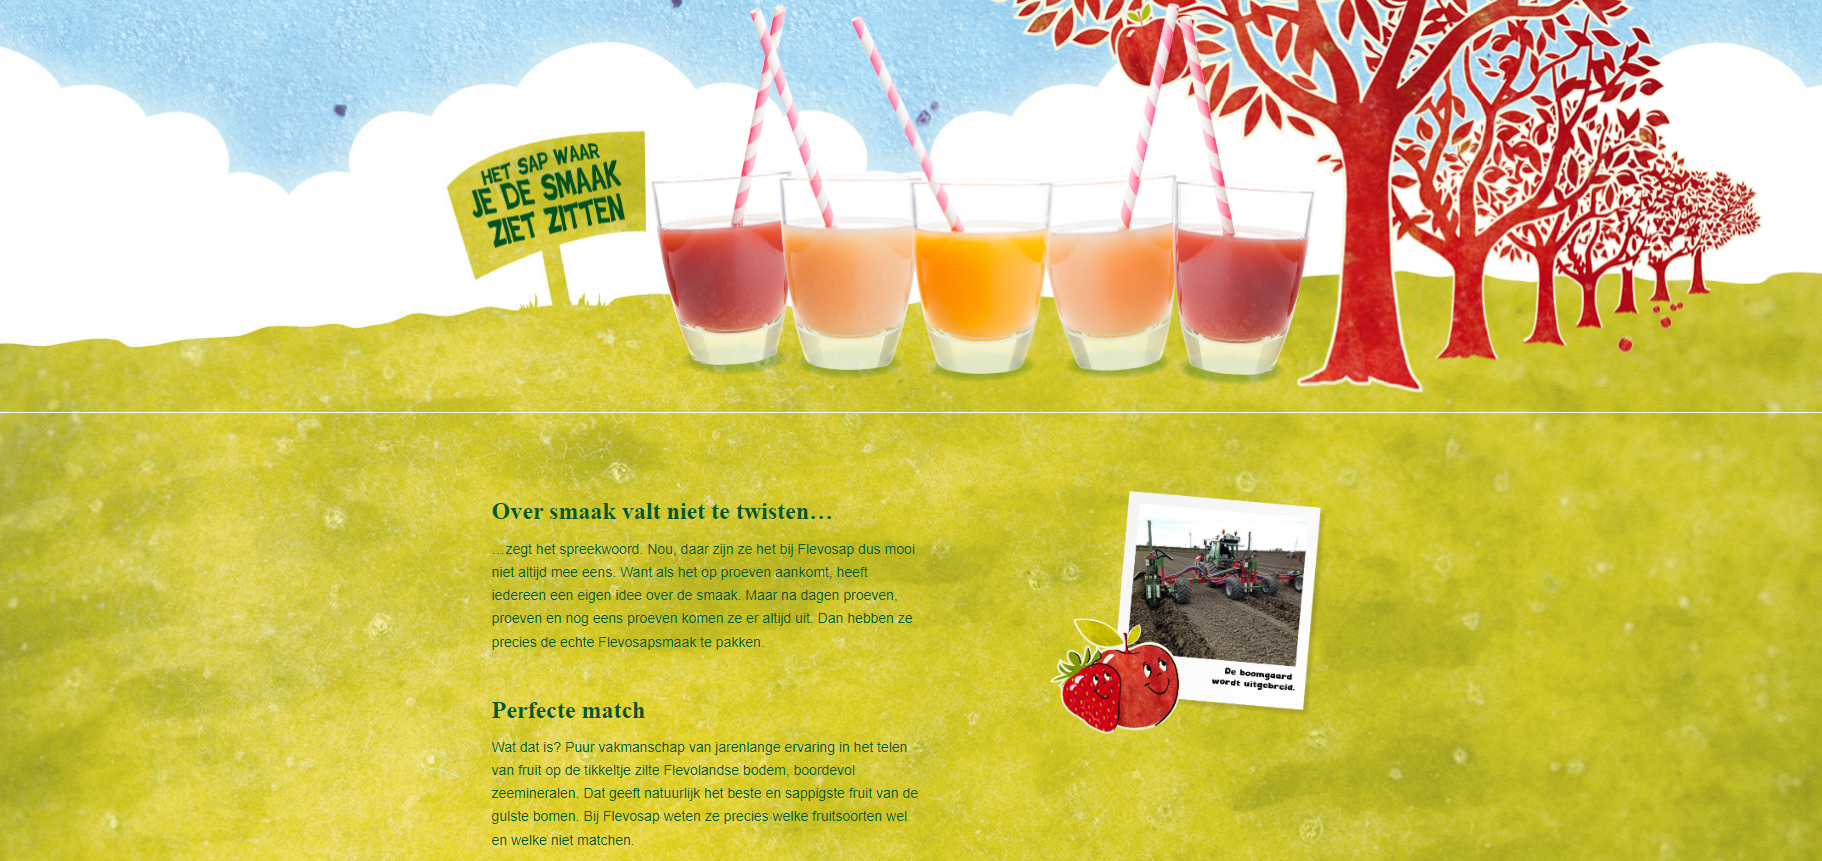 HET SAP WAAR
JE DE SMAAK
ZIET ZITTEN
Over smaak valt niet te twisten…
…zegt het spreekwoord. Nou, daar zijn ze het bij Flevosap dus mooi
niet altijd mee eens. Want als het op proeven aankomt, heeft
iedereen een eigen idee over de smaak. Maar na dagen proeven,
proeven en nog eens proeven komen ze er altijd uit. Dan hebben ze
precies de echte Flevosapsmaak te pakken.
De boomgaard
wordt uitgebreid.
Perfecte match
Wat dat is? Puur vakmanschap van jarenlange ervaring in het telen
van fruit op de tikkeltje zilte Flevolandse bodem, boordevol
zeemineralen. Dat geeft natuurlijk het beste en sappigste fruit van de
gulste bomen. Bij Flevosap weten ze precies welke fruitsoorten wel
en welke niet matchen.